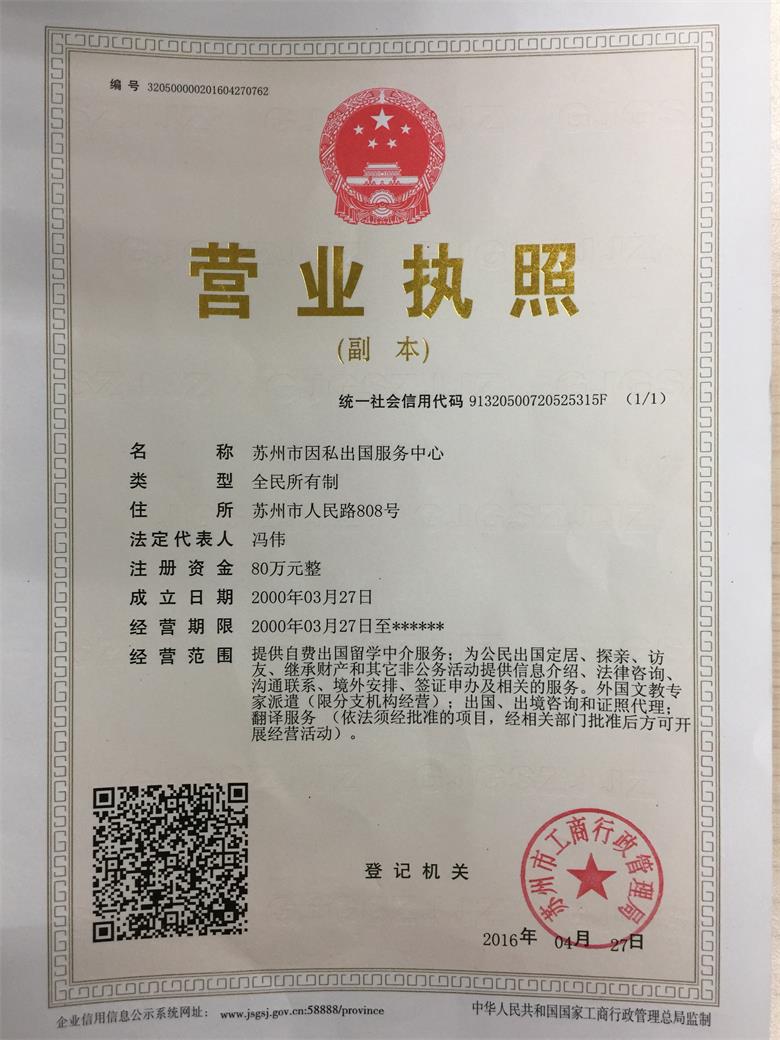 编号 320500000201604270762
营业执照
(副 本)
统一社会信用代码 91320500720525315F (1/1)
名称 苏州市因私出国服务中心
类型 全民所有制
住所 苏州市人民路808号
法定代表人 冯伟
注册资金 80万元整
成立日期 2000年03月27日
经营期限 2000年03月27日至******
经营范围 提供自费出国留学中介服务；为公民出国定居、探亲、访
友、继承财产和其它非公务活动提供信息介绍、法律咨询、
沟通联系、境外安排、签证申办及相关的服务。外国文教专
家派遣（限分支机构经营）；出国、出境咨询和证照代理；
翻译服务 （依法须经批准的项目，经相关部门批准后方可开
展经营活动）。
登记机关
苏州市工商行政管理局
2016年 04月 27日
企业信用信息公示系统网址： www.jsgsj.gov.cn:58888/province
中华人民共和国国家工商行政管理总局监制